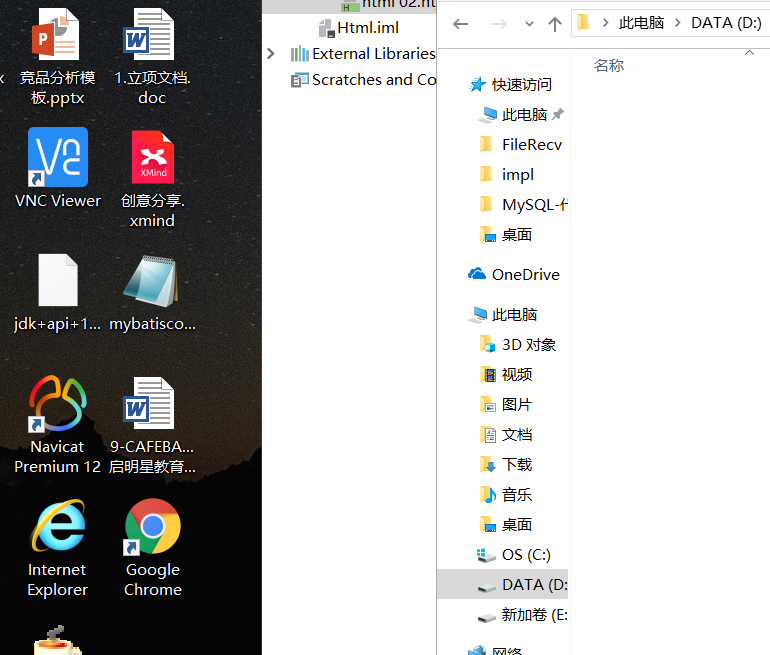 竞品分析模
板.pptx
1.立项文档.
doc
VNC Viewer
创意分享.
xmind
XMind
jdk+api+1...
mybatisco...
Navicat
Premium 12
9-CAFEBA...
启明星教育...
Internet
Explorer
Google
Chrome
Html.iml
External Libraries
Scratches and Co
此电脑 > DATA (D:)
名称
快速访问
此电脑
FileRecv
impl
MySQL-
桌面
OneDrive
此电脑
3D 对象
视频
图片
文档
下载
音乐
桌面
OS (C:)
DATA (D:
新加卷 (E:
网络